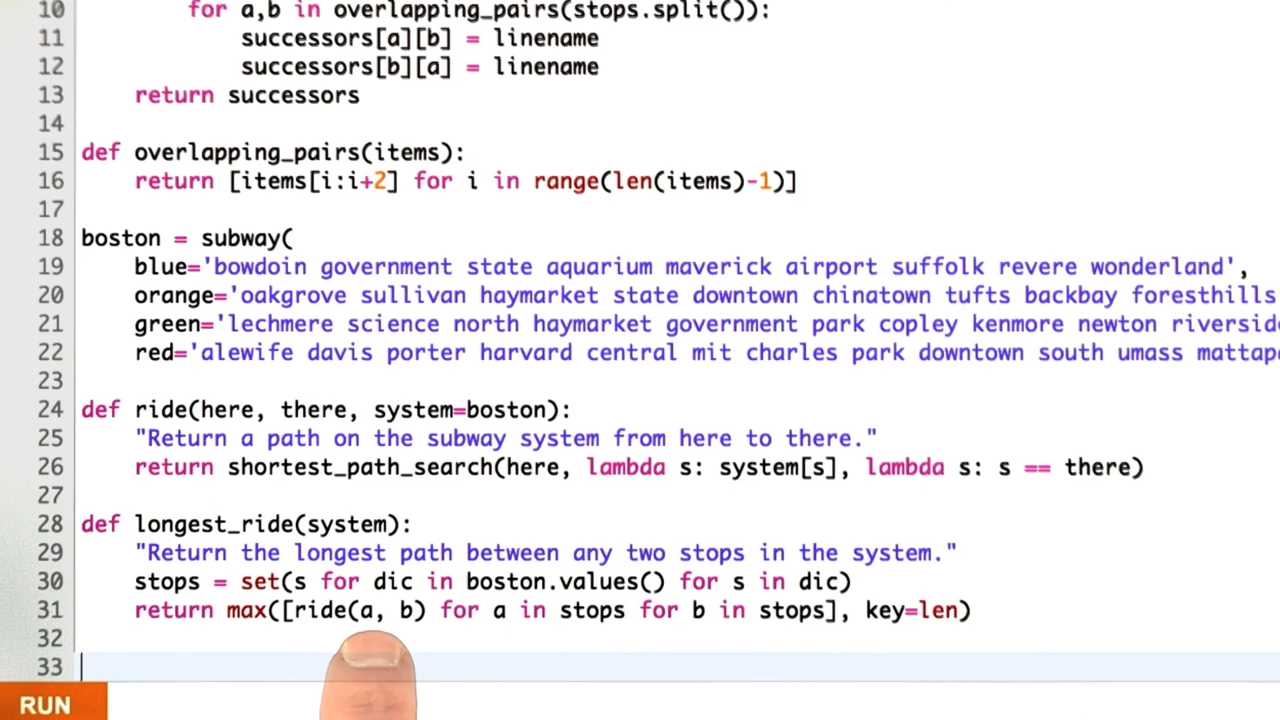 10 for a,b in overlapping_pairs(stops.split()):
11 successors[a][b] = linename
12 successors[b][a] = linename
13 return successors
14
15 def overlapping_pairs(items):
16 return [items[i:i+2] for i in range(len(items)-1)]
17
18 boston = subway(
19 blue='bowdoin government state aquarium maverick airport suffolk revere wonderland',
20 orange='oakgrove sullivan haymarket state downtown chinatown tufts backbay foresthills
21 green='lechmere science north haymarket government park copley kenmore newton
22 red='alewife davis porter harvard central mit charles park downtown south umass
23
24 def ride(here, there, system=boston):
25 "Return a path on the subway system from here to there."
26 return shortest_path_search(here, lambda s: system[s], lambda s: s == there)
27
28 def longest_ride(system):
29 "Return the longest path between any two stops in the system."
30 stops = set(s for dic in boston.values() for s in dic)
31 return max([ride(a, b) for a in stops for b in stops], key=len)
32
33
RUN